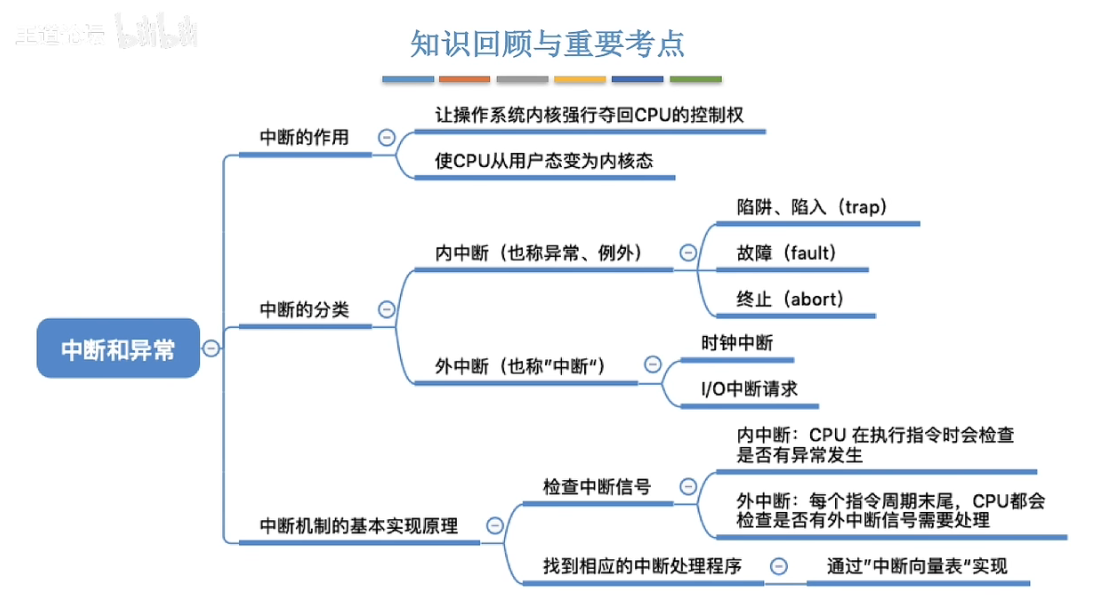 王道论坛 bilibili
知识回顾与重要考点
中断和异常
中断的作用
让操作系统内核强行夺回CPU的控制权
使CPU从用户态变为内核态
中断的分类
内中断（也称异常、例外）
陷阱、陷入（trap）
故障（fault）
终止（abort）
外中断（也称”中断“）
时钟中断
I/O中断请求
中断机制的基本实现原理
检查中断信号
内中断：CPU 在执行指令时会检查
是否有异常发生
外中断：每个指令周期末尾，CPU都会
检查是否有外中断信号需要处理
找到相应的中断处理程序
通过”中断向量表“实现